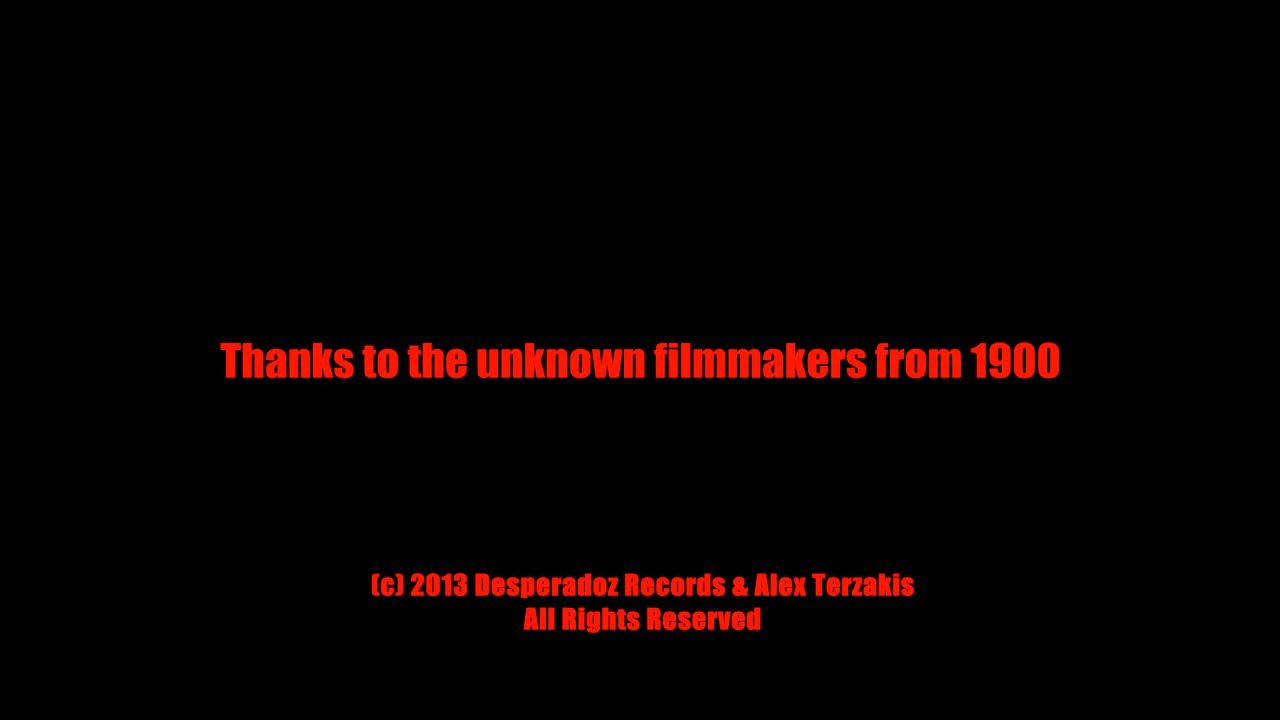 Thanks to the unknown filmmakers from 1900
(c) 2013 Desperadoz Records & Alex Terzakis
All Rights Reserved